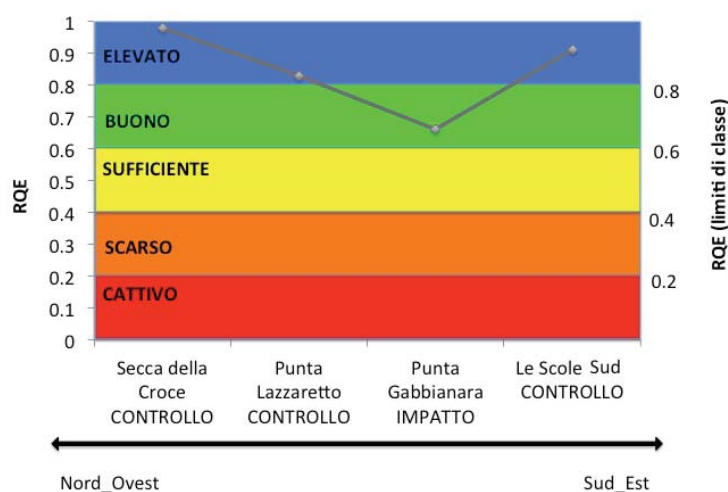 1
0.9
0.8
0.7
0.6
0.5
0.4
0.3
0.2
0.1
0
RQE
ELEVATO
BUONO
SUFFICIENTE
SCARSO
CATTIVO
0.8
0.6
0.4
0.2
RQE (limiti di classe)
Secca della
Croce
CONTROLLO
Punta
Lazzaretto
CONTROLLO
Punta
Gabbianara
IMPATTO
Le Scole Sud
CONTROLLO
Nord_Ovest
Sud_Est